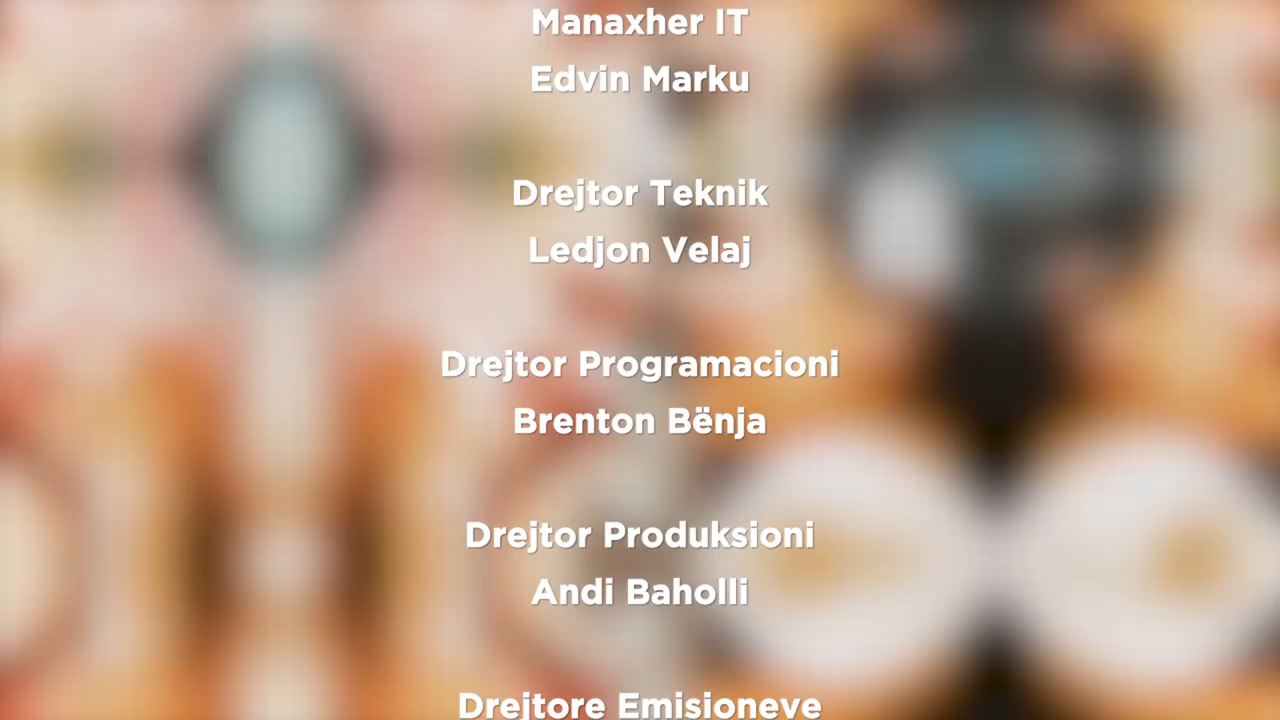 Manaxher IT
Edvin Marku
Drejtor Teknik
Ledjon Velaj
Drejtor Programacioni
Brenton Bënja
Drejtor Produksioni
Andi Baholli
Drejtore Emisioneve